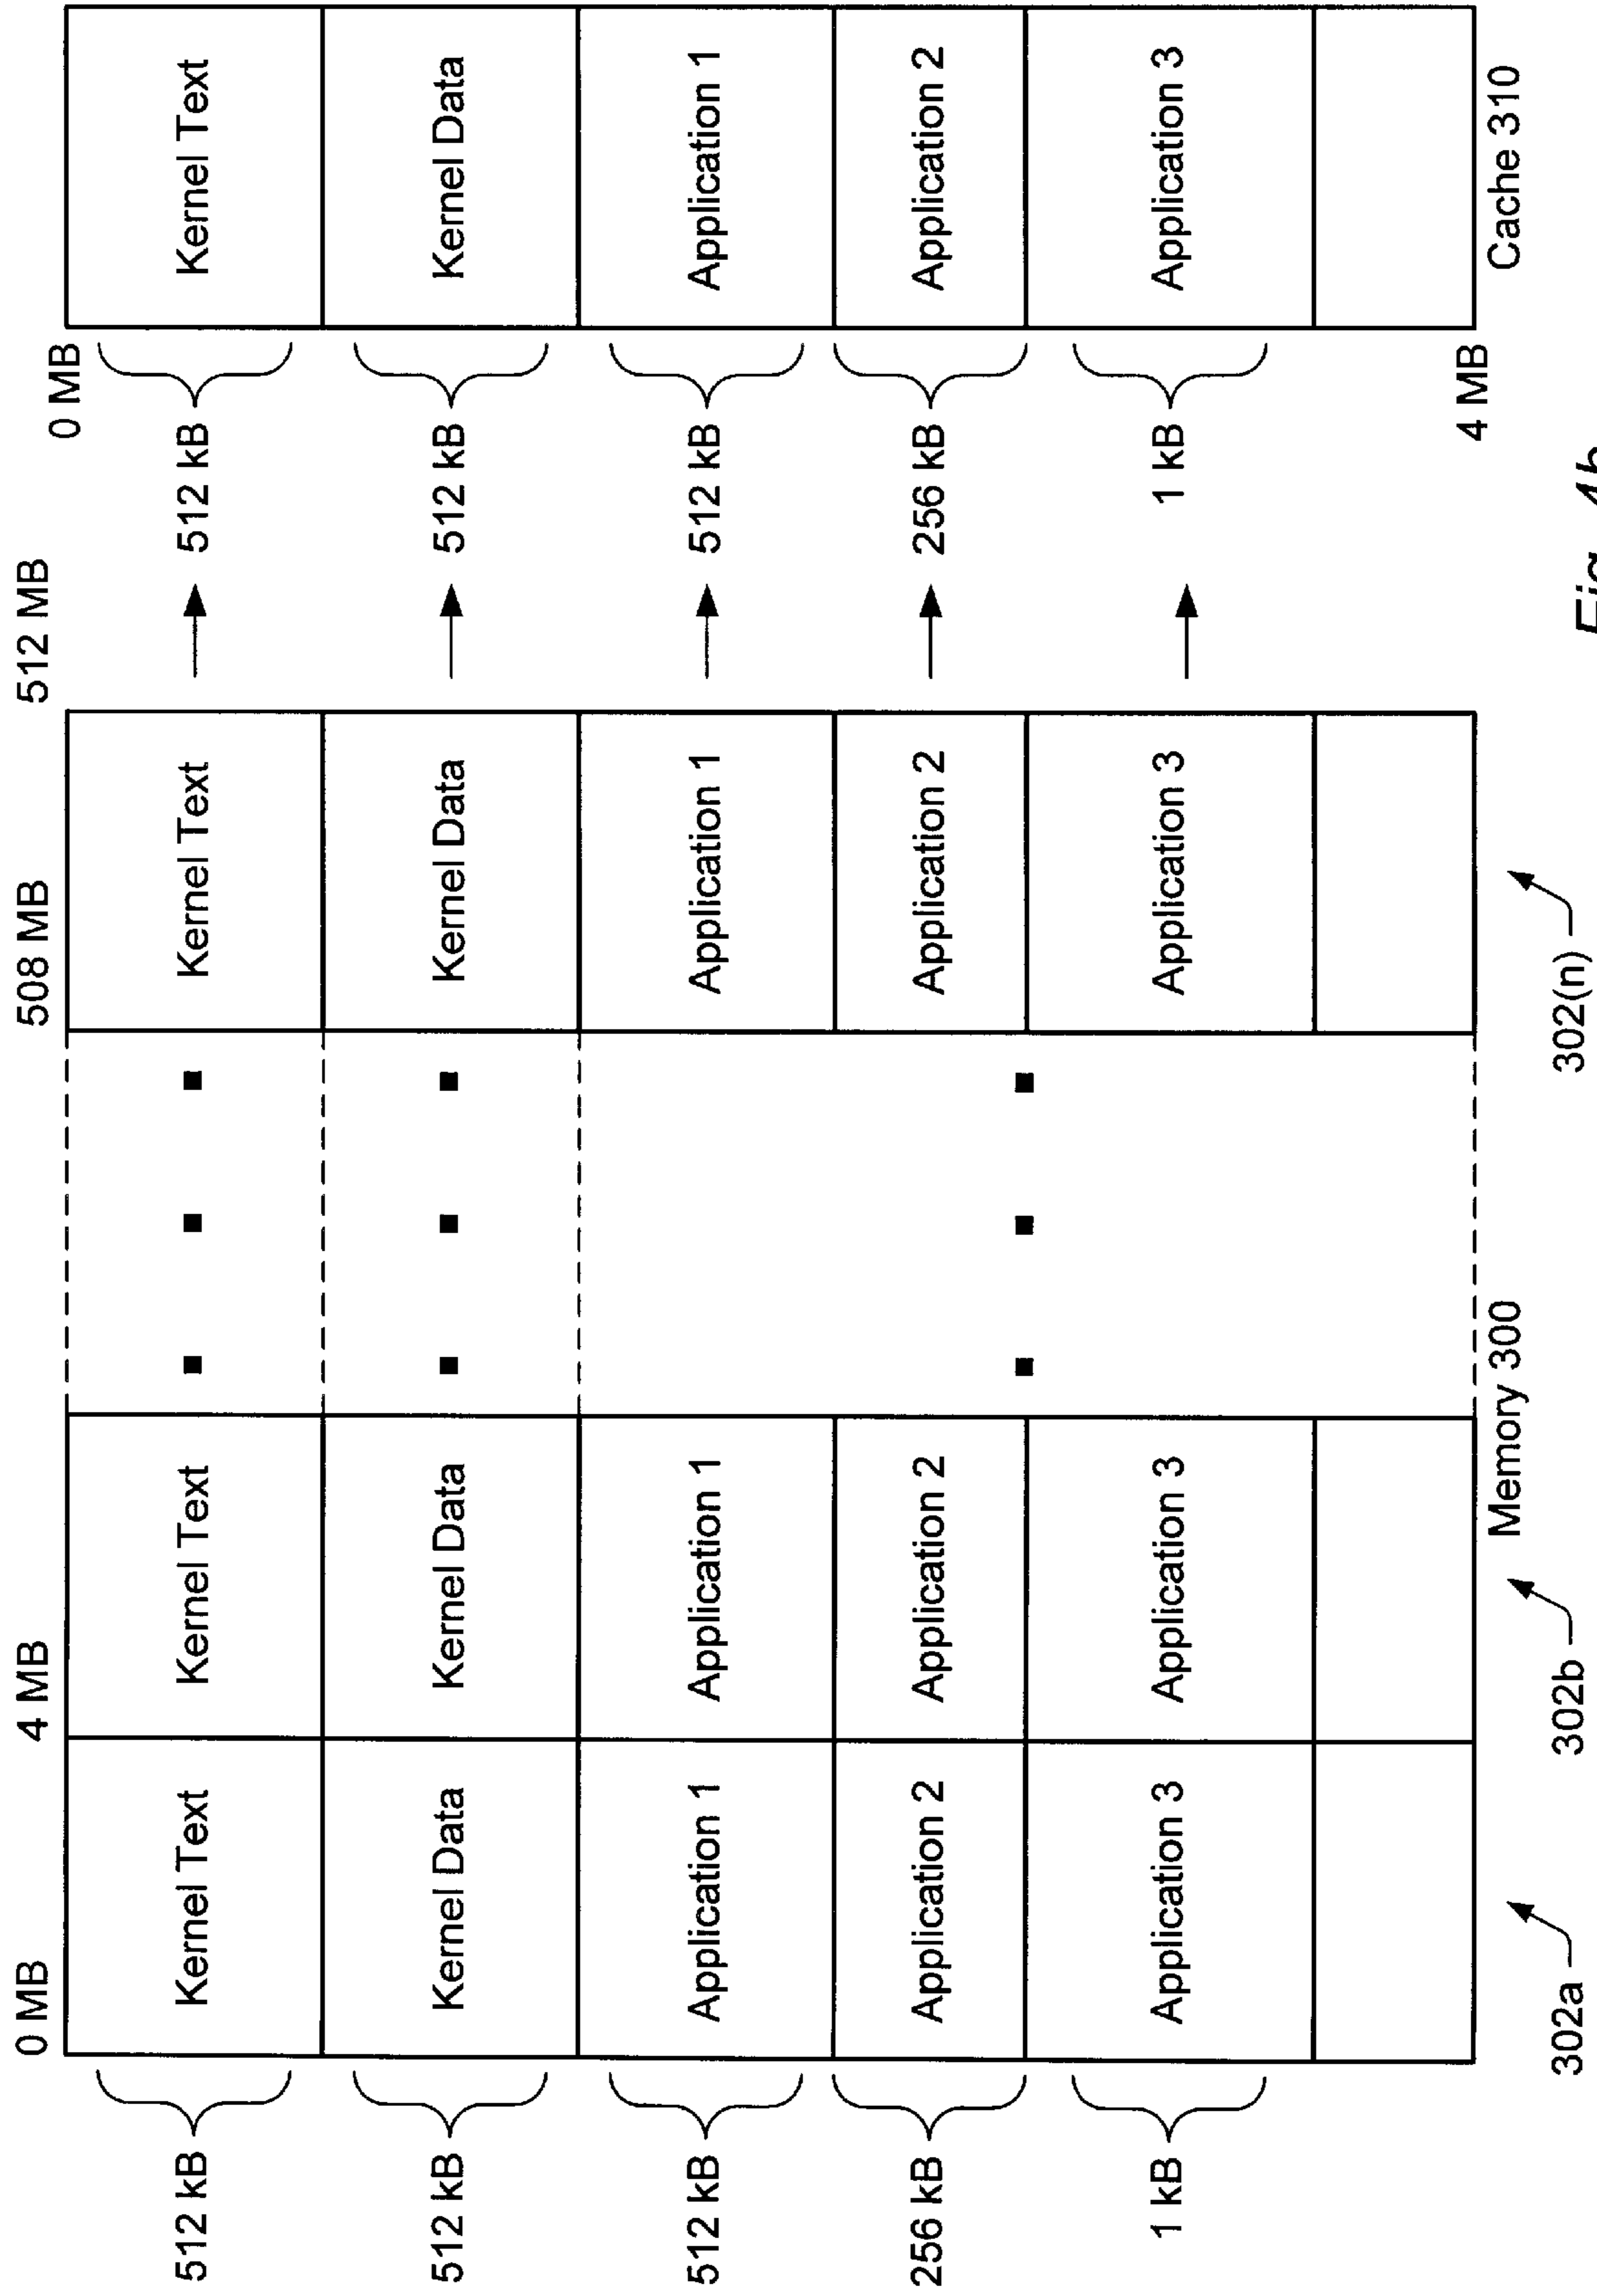 0 MB
4 MB
508 MB
512 MB
0 MB
512 kB
Kernel Text
Kernel Text
Kernel Text
512 kB
Kernel Text
512 kB
Kernel Data
Kernel Data
Kernel Data
512 kB
Kernel Data
512 kB
Application 1
Application 1
Application 1
512 kB
Application 1
256 kB
Application 2
Application 2
Application 2
256 kB
Application 2
1 kB
Application 3
Application 3
Application 3
1 kB
Application 3
4 MB
Memory 300
Cache 310
302a
302b
302(n)
Fig. 4b